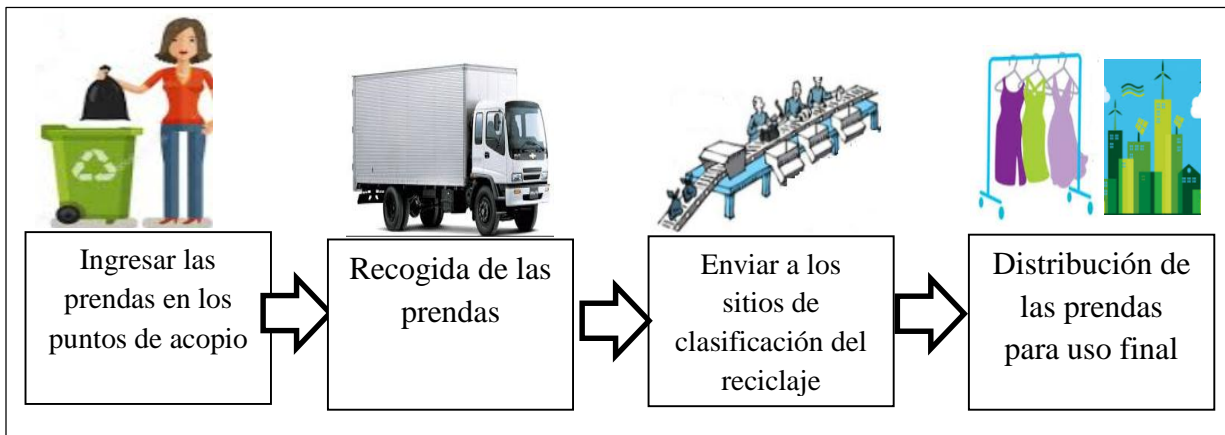 Ingresar las
prendas en los
puntos de acopio
Recogida de las
prendas
Enviar a los
sitios de
clasificación del
reciclaje
Distribución de
las prendas
para uso final